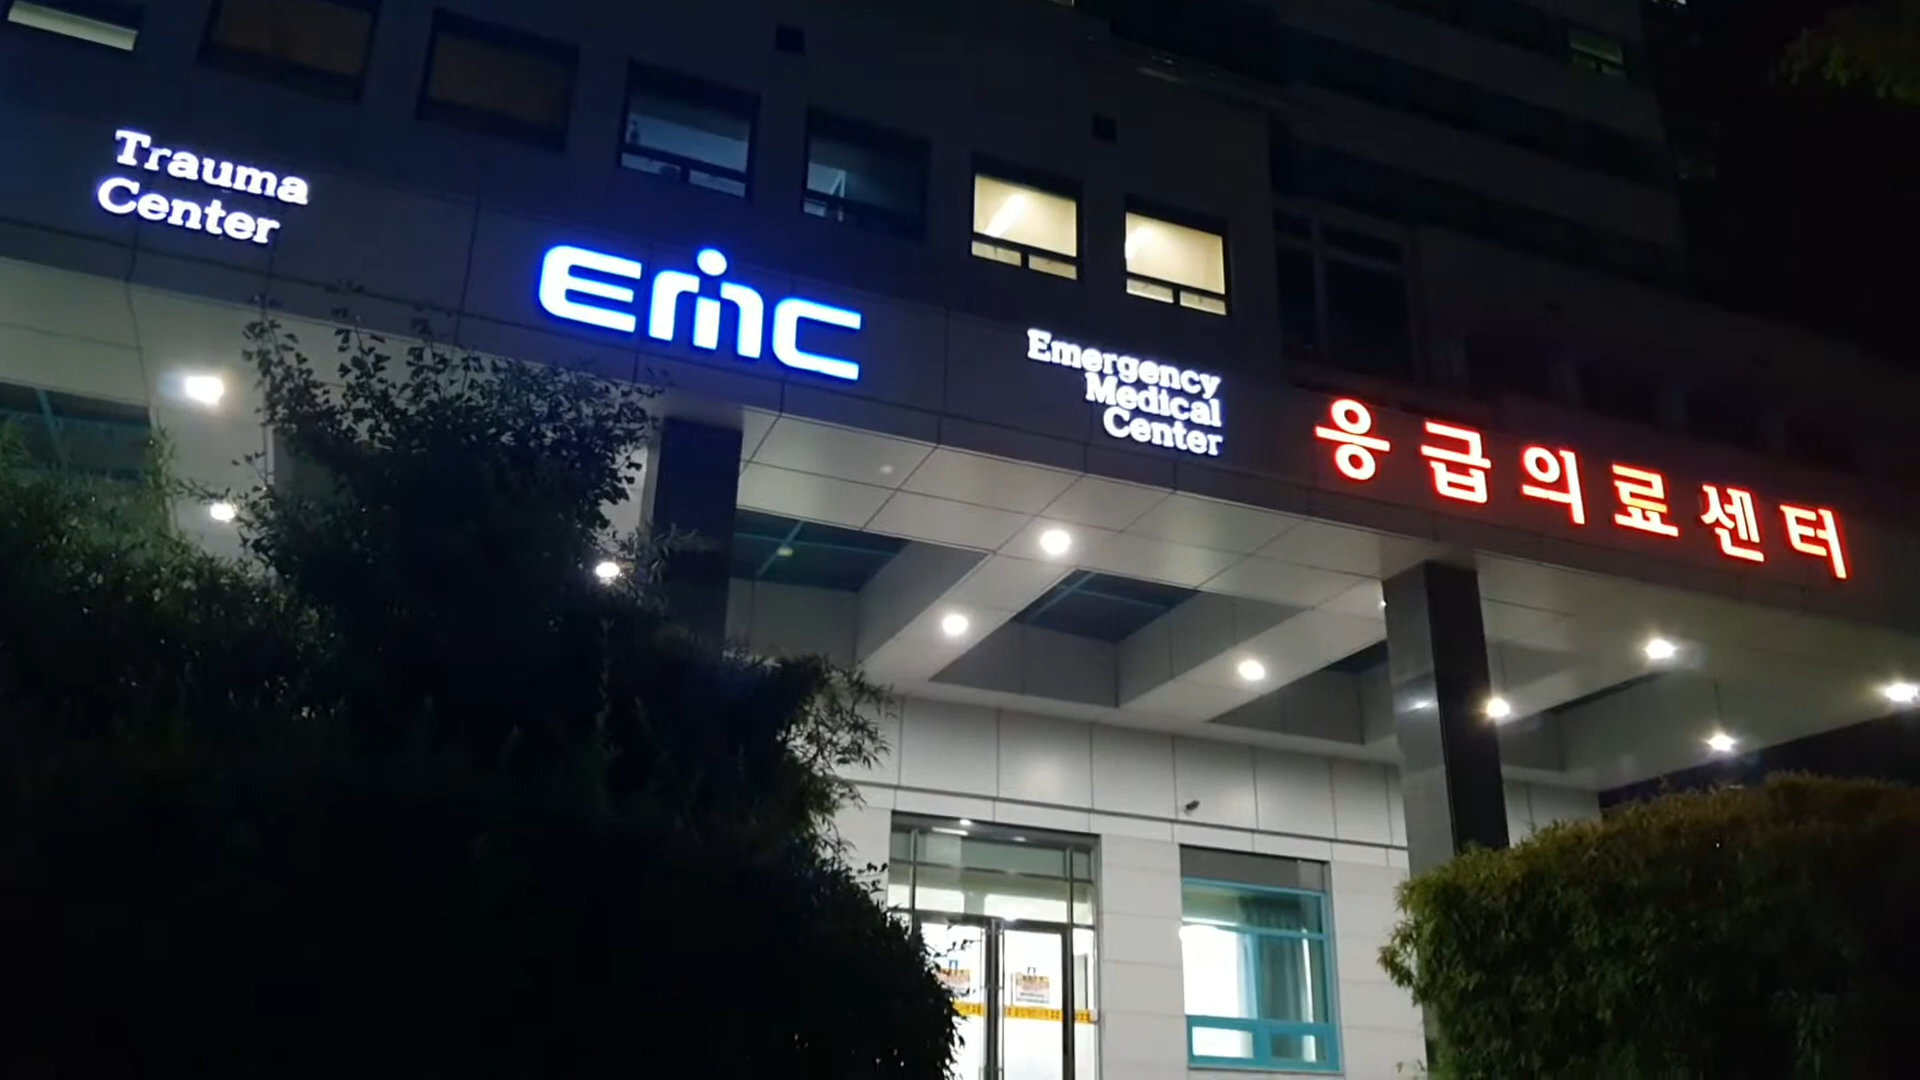 Trauma
Center
EMC
Emergency
Medical
Center
응급의료센터